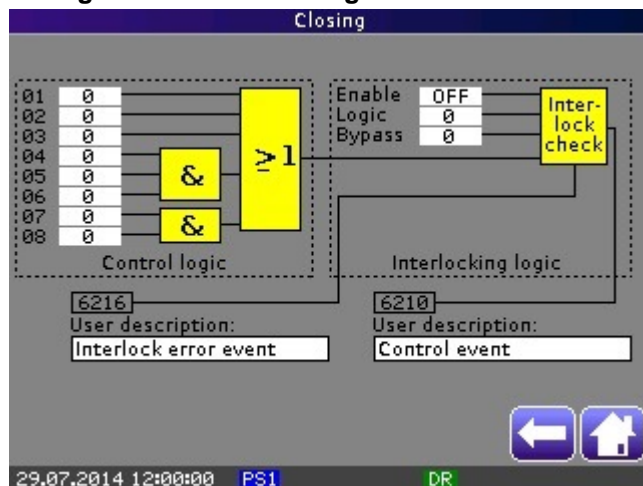 Closing
01 0 Enable OFF Inter-
02 0 Logic 0 lock
03 0 Bypass 0 check
04 0 ≥1
05 0 &
06 0
07 0 &
08 0
Control logic Interlocking logic
6216 6210
User description: User description:
Interlock error event Control event
29.07.2014 12:00:00 PS1 DR